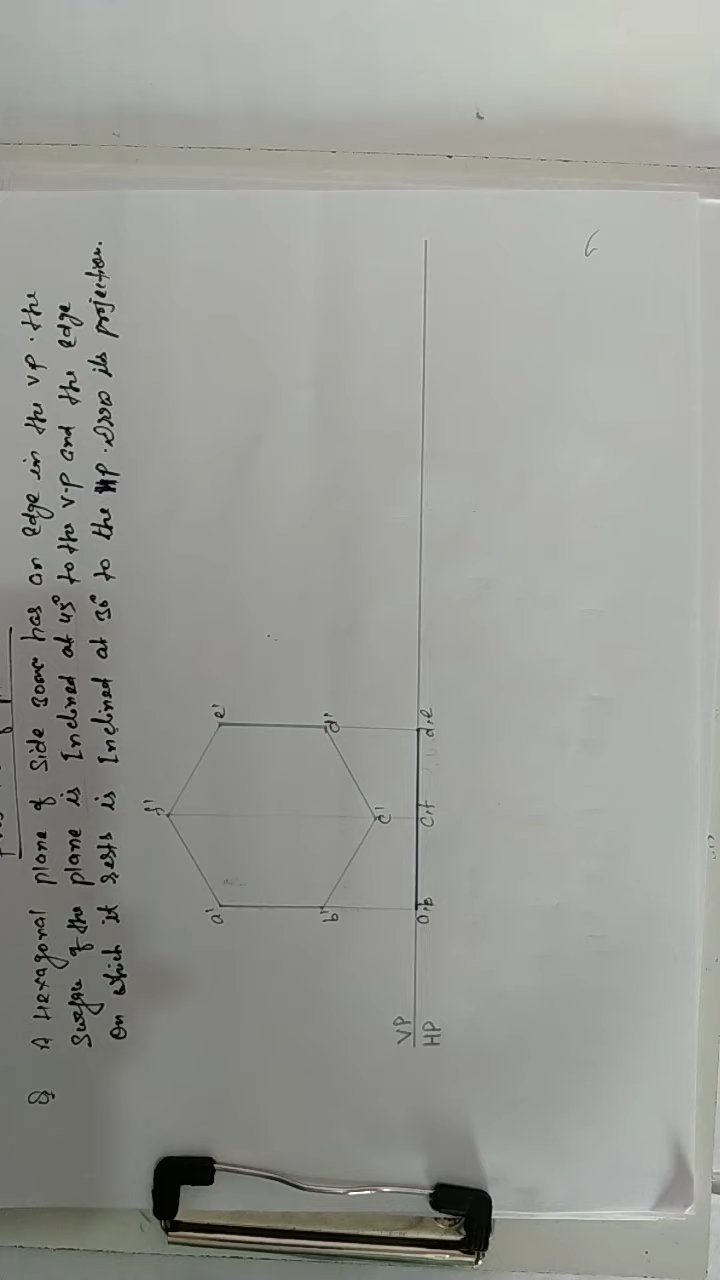 Q A Hexagonal plane of Side 30mm has an edge in the VP. the
Surface of the plane is Inclined at 45° to the V.P and the edge
on which it rests is Inclined at 30° to the HP. Draw its projection.
f'
a' e'
b' d'
c'
VP
a,b c,f d,e
HP